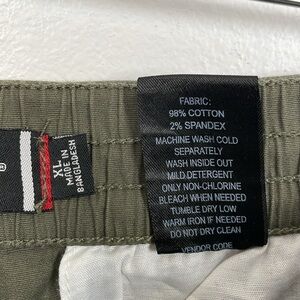 XL
MADE IN
BANGLADESH
FABRIC:
98% COTTON
2% SPANDEX
MACHINE WASH COLD
SEPARATELY
WASH INSIDE OUT
MILD.DETERGENT
ONLY NON-CHLORINE
BLEACH WHEN NEEDED
TUMBLE DRY LOW
WARM IRON IF NEEDED
DO NOT DRY CLEAN
VENDOR CODE